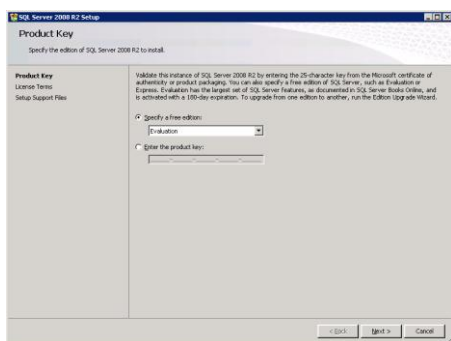 SQL Server 2008 R2 Setup
Product Key
Specify the edition of SQL Server 2008 R2 to install.
Product Key
License Terms
Setup Support Files
Validate this instance of SQL Server 2008 R2 by entering the 25-character key from the Microsoft certificate of
authenticity or product packaging. You can also specify a free edition of SQL Server, such as Evaluation or
Express. Evaluation has the largest set of SQL Server features, as documented in SQL Server Books Online, and
is activated with a 180-day expiration. To upgrade from one edition to another, run the Edition Upgrade Wizard.
Specify a free edition:
Evaluation
Enter the product key:
< Back Next > Cancel